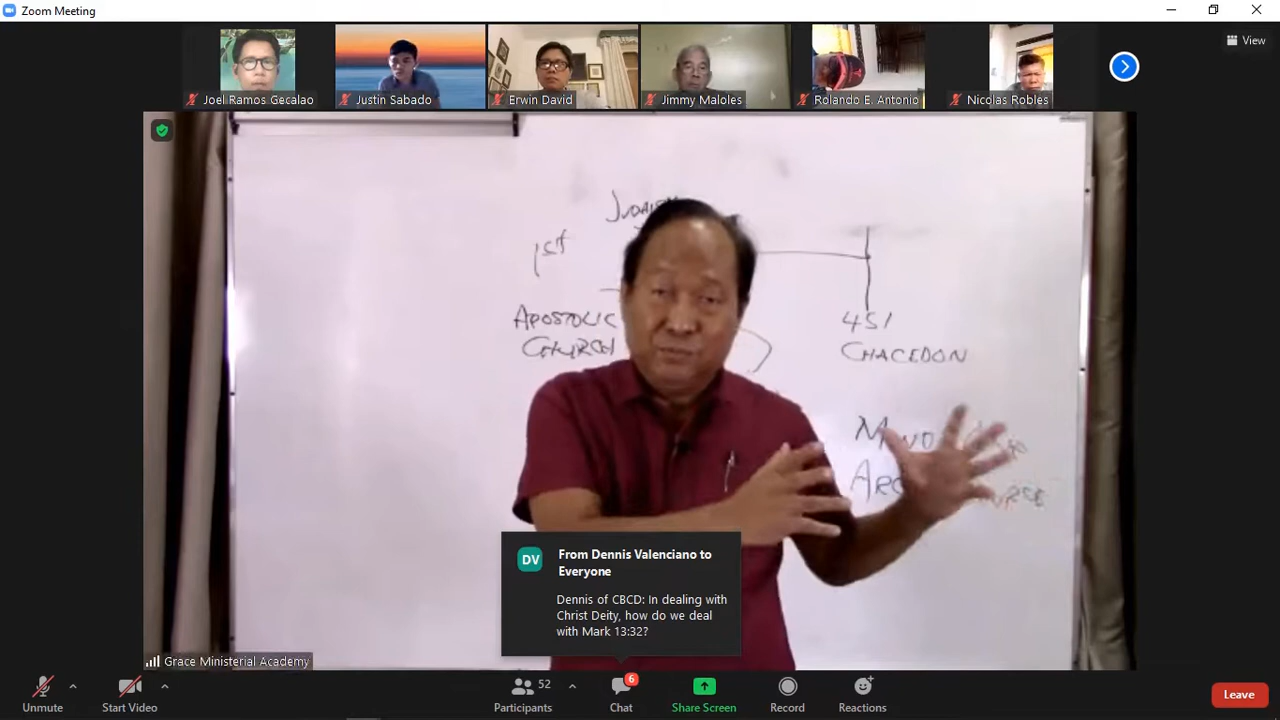 Zoom Meeting
View
Joel Ramos Gecalao
Justin Sabado
Erwin David
Jimmy Maloles
Rolando E. Antonio
Nicolas Robles
1st
APOSTOLIC
CHURCH
451
CHACEDON
From Dennis Valenciano to
Everyone
DV
Dennis of CBCD: In dealing with
Christ Deity, how do we deal
with Mark 13:32?
Grace Ministerial Academy
52
6
Unmute
Start Video
Participants
Chat
Share Screen
Record
Reactions
Leave